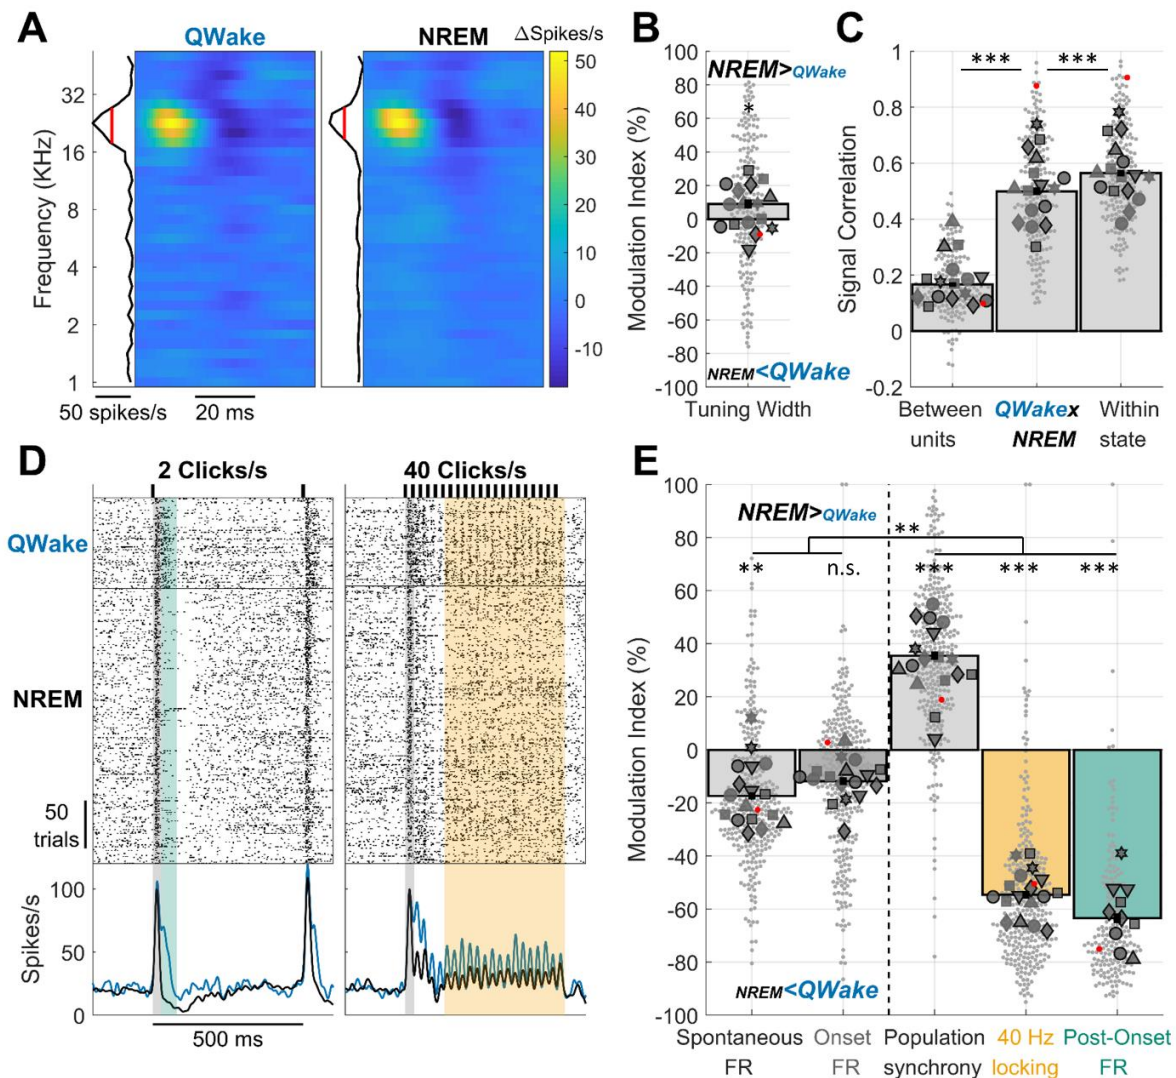 A
QWake
NREM
ΔSpikes/s
Frequency (KHz)
32
16
8
4
2
1
50
40
30
20
10
0
-10
50 spikes/s
20 ms
B
100
80
60
40
20
0
-20
-40
-60
-80
-100
Modulation Index (%)
NREM>QWake
*
NREM<QWake
Tuning Width
C
1
0.8
0.6
0.4
0.2
0
-0.2
Signal Correlation
*** ***
Between
units
QWakex
NREM
Within
state
D
2 Clicks/s
40 Clicks/s
QWake
NREM
50
trials
Spikes/s
100
50
0
500 ms
E
100
80
60
40
20
0
-20
-40
-60
-80
-100
Modulation Index (%)
NREM>QWake
**
** n.s. *** *** ***
NREM<QWake
Spontaneous
FR
Onset
FR
Population
synchrony
40 Hz
locking
Post-Onset
FR